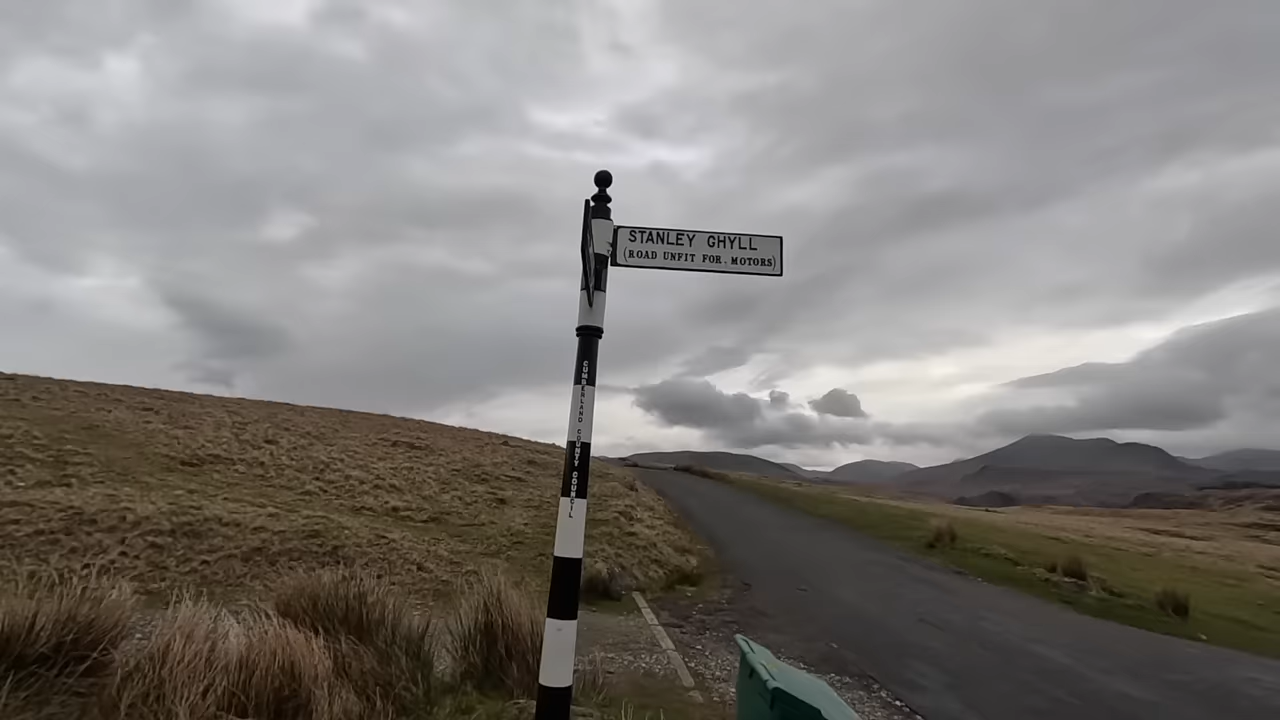 STANLEY GHYLL
(ROAD UNFIT FOR. MOTORS)
CUMBERLAND COUNTY COUNCIL